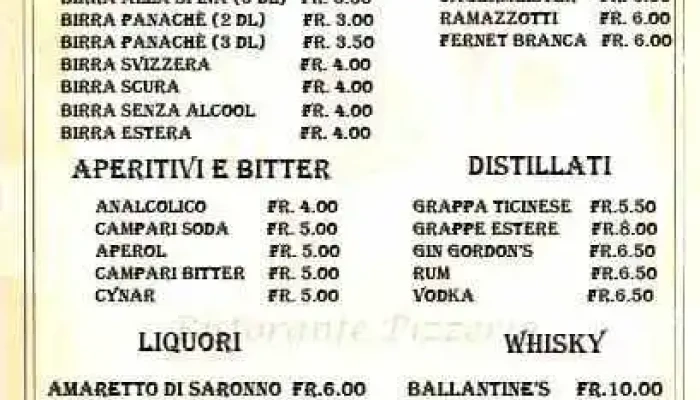 BIRRA PANACHÈ (2 DL) FR. 3.00
BIRRA PANACHÈ (3 DL) FR. 3.50
BIRRA SVIZZERA FR. 4.00
BIRRA SCURA FR. 4.00
BIRRA SENZA ALCOOL FR. 4.00
BIRRA ESTERA FR. 4.00
RAMAZZOTTI FR. 6.00
FERNET BRANCA FR. 6.00
APERITIVI E BITTER
ANALCOLICO FR. 4.00
CAMPARI SODA FR. 5.00
APEROL FR. 5.00
CAMPARI BITTER FR. 5.00
CYNAR FR. 5.00
DISTILLATI
GRAPPA TICINESE FR.5.50
GRAPPE ESTERE FR.8.00
GIN GORDON'S FR.6.50
RUM FR.6.50
VODKA FR.6.50
Ristorante Pizzeria
LIQUORI
AMARETTO DI SARONNO FR.6.00
WHISKY
BALLANTINE'S FR.10.00